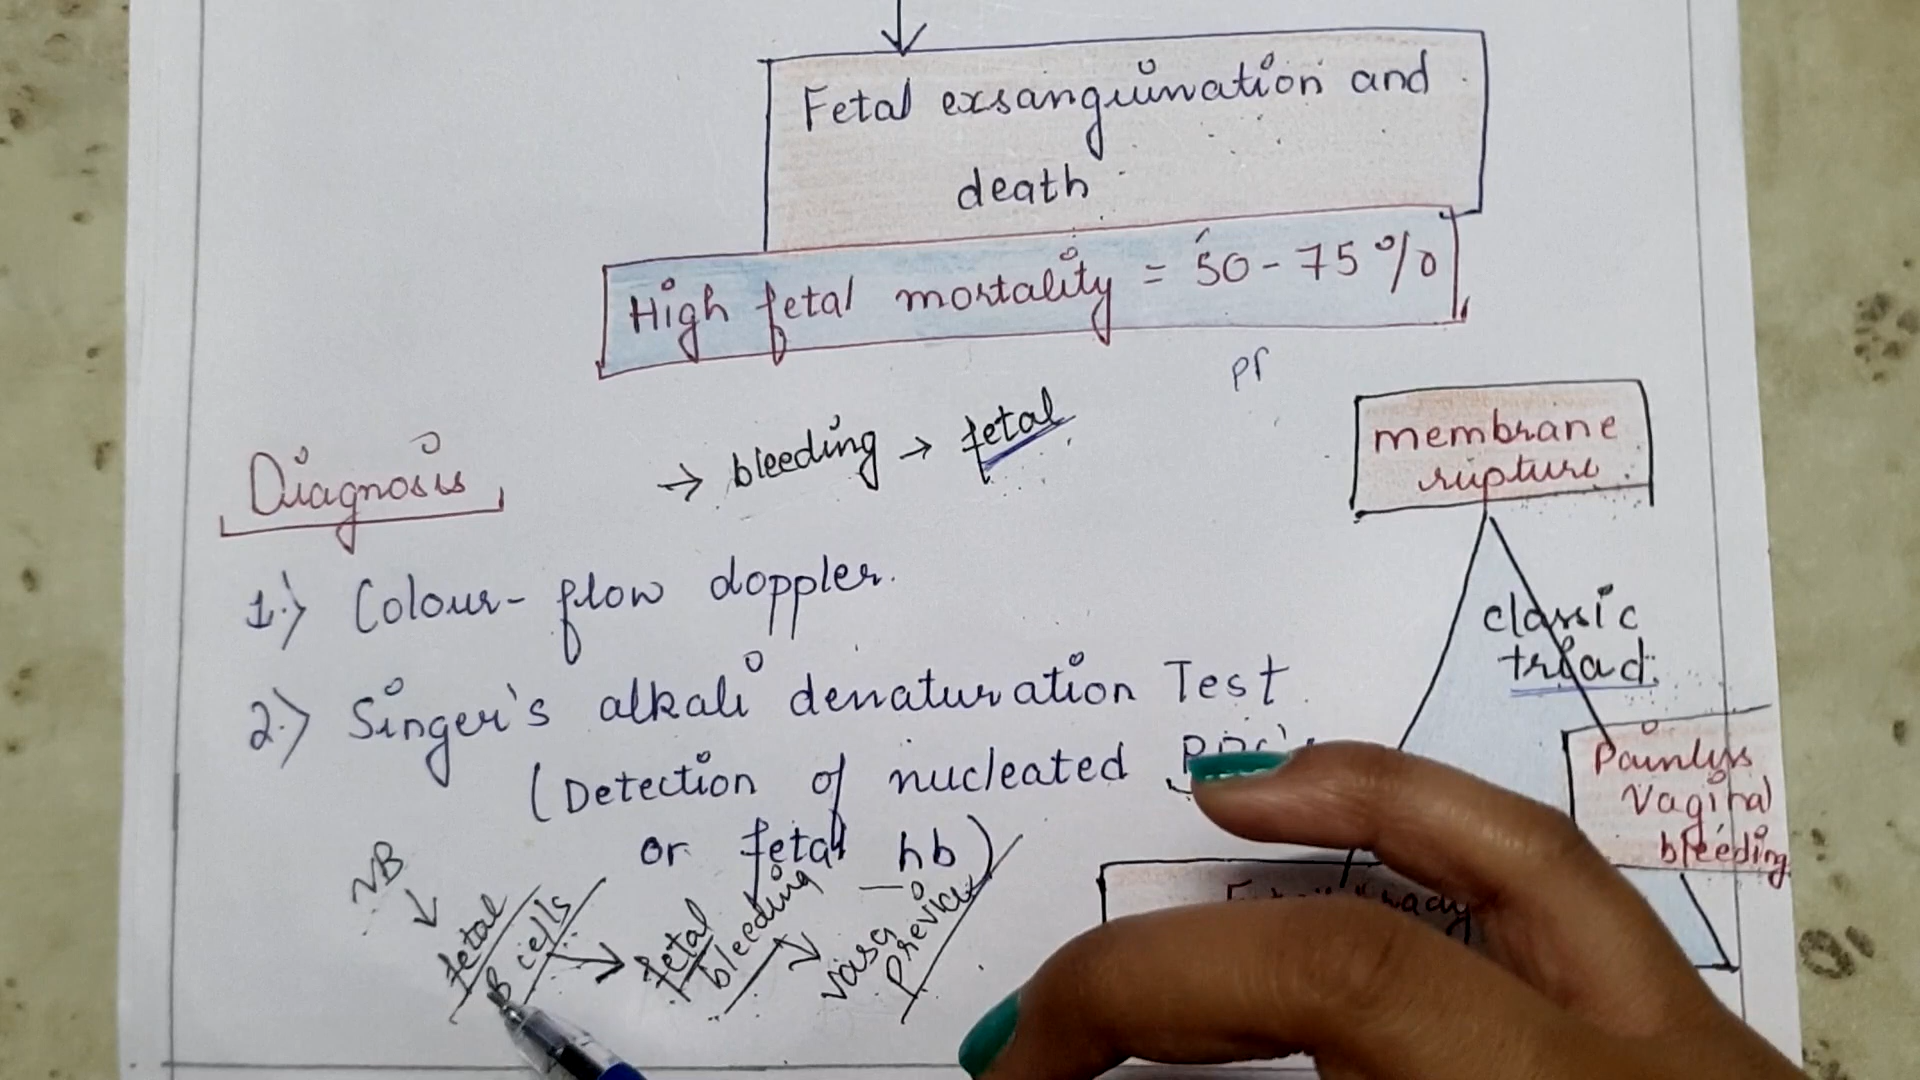 Fetal exsanguination and
death
High fetal mortality = 50 - 75 %
pr
→ bleeding → fetal
Diagnosis
1.) Colour - flow doppler.
2.) Singer's alkali denaturation Test
(Detection of nucleated RBC's
or fetal hb)
VB
↓
fetal
B cells
→ fetal
bleeding
→ vasa
previa
membrane
rupture
classic
triad
Painless
Vaginal
bleeding